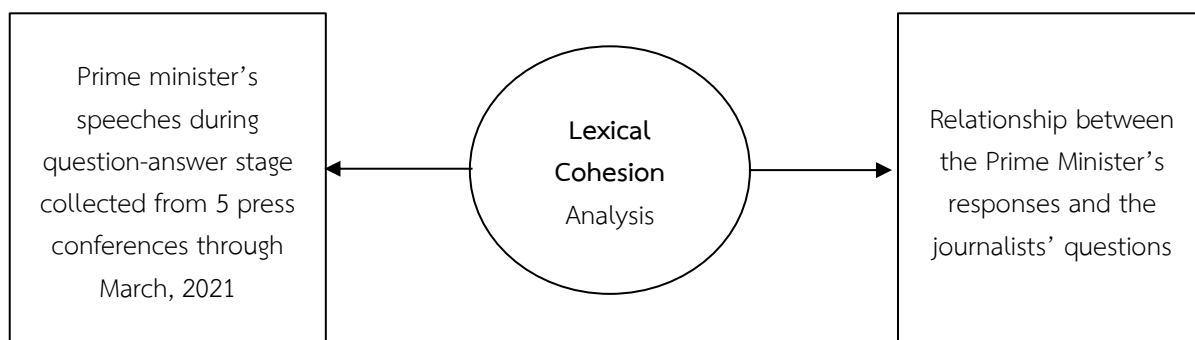 Prime minister's
speeches during
question-answer stage
collected from 5 press
conferences through
March, 2021
Lexical
Cohesion
Analysis
Relationship between
the Prime Minister's
responses and the
journalists' questions